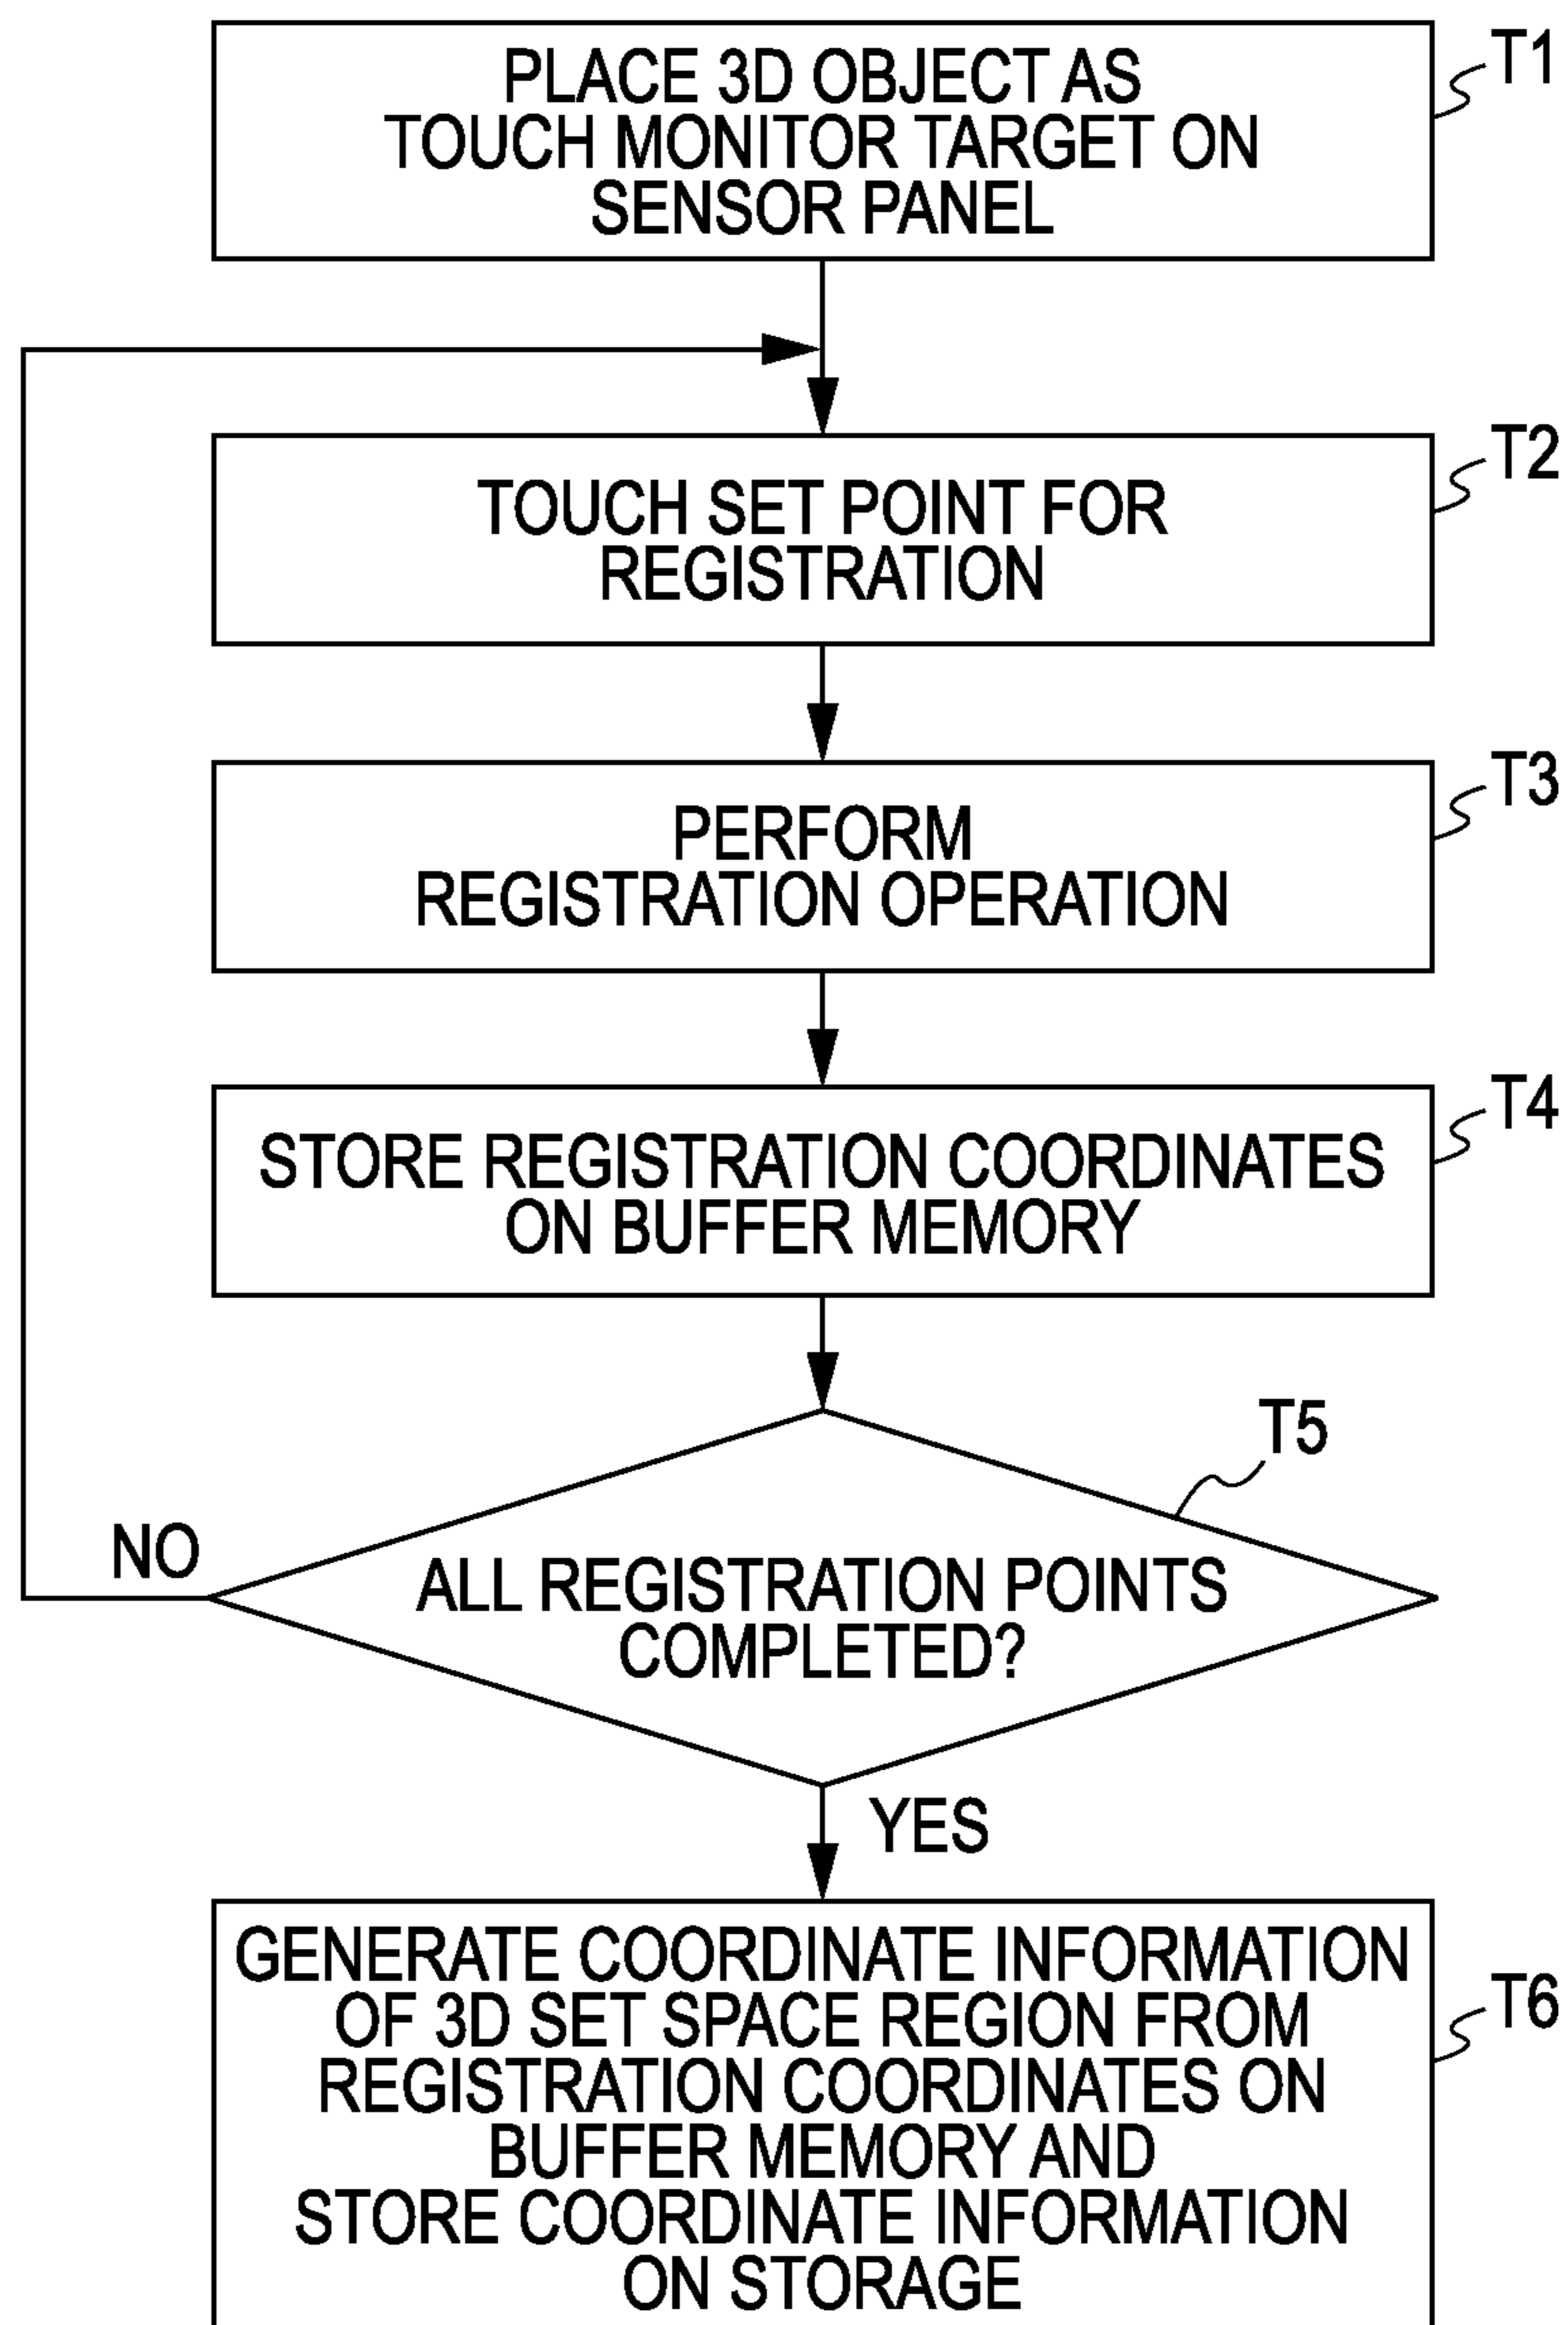 PLACE 3D OBJECT AS
TOUCH MONITOR TARGET ON
SENSOR PANEL
T1
TOUCH SET POINT FOR
REGISTRATION
T2
PERFORM
REGISTRATION OPERATION
T3
STORE REGISTRATION COORDINATES
ON BUFFER MEMORY
T4
T5
ALL REGISTRATION POINTS
COMPLETED?
NO
YES
GENERATE COORDINATE INFORMATION
OF 3D SET SPACE REGION FROM
REGISTRATION COORDINATES ON
BUFFER MEMORY AND
STORE COORDINATE INFORMATION
ON STORAGE
T6